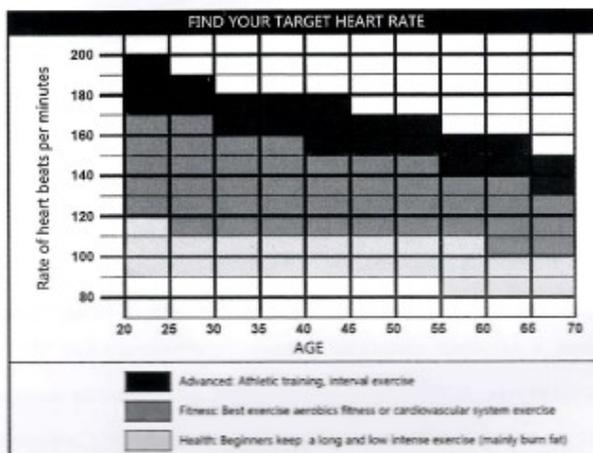 FIND YOUR TARGET HEART RATE
Rate of heart beats per minutes
200
180
160
140
120
100
80
20 25 30 35 40 45 50 55 60 65 70
AGE
Advanced: Athletic training, interval exercise
Fitness: Best exercise aerobics fitness or cardiovascular system exercise
Health: Beginners keep a long and low intense exercise (mainly burn fat)